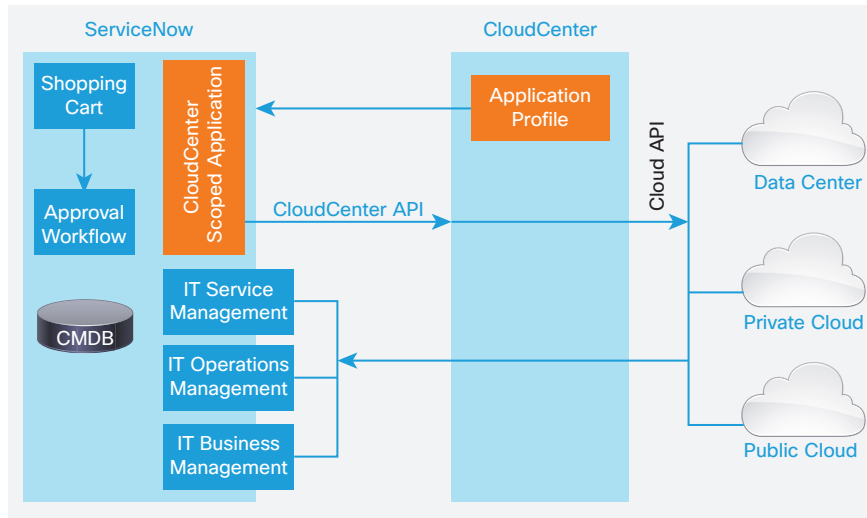 ServiceNow
CloudCenter
Shopping
Cart
CloudCenter
Scoped Application
Application
Profile
Cloud API
Data Center
Approval
Workflow
CloudCenter API
IT Service
Management
Private Cloud
CMDB
IT Operations
Management
IT Business
Management
Public Cloud